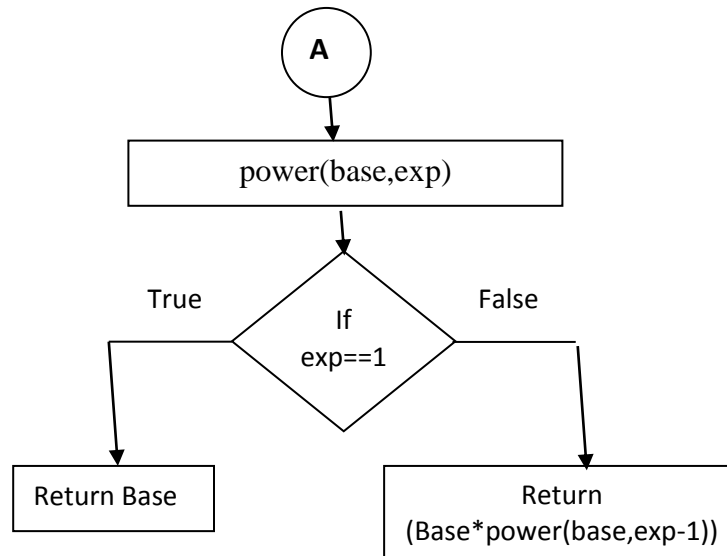 A
power(base,exp)
True
False
If
exp==1
Return Base
Return
(Base*power(base,exp-1))